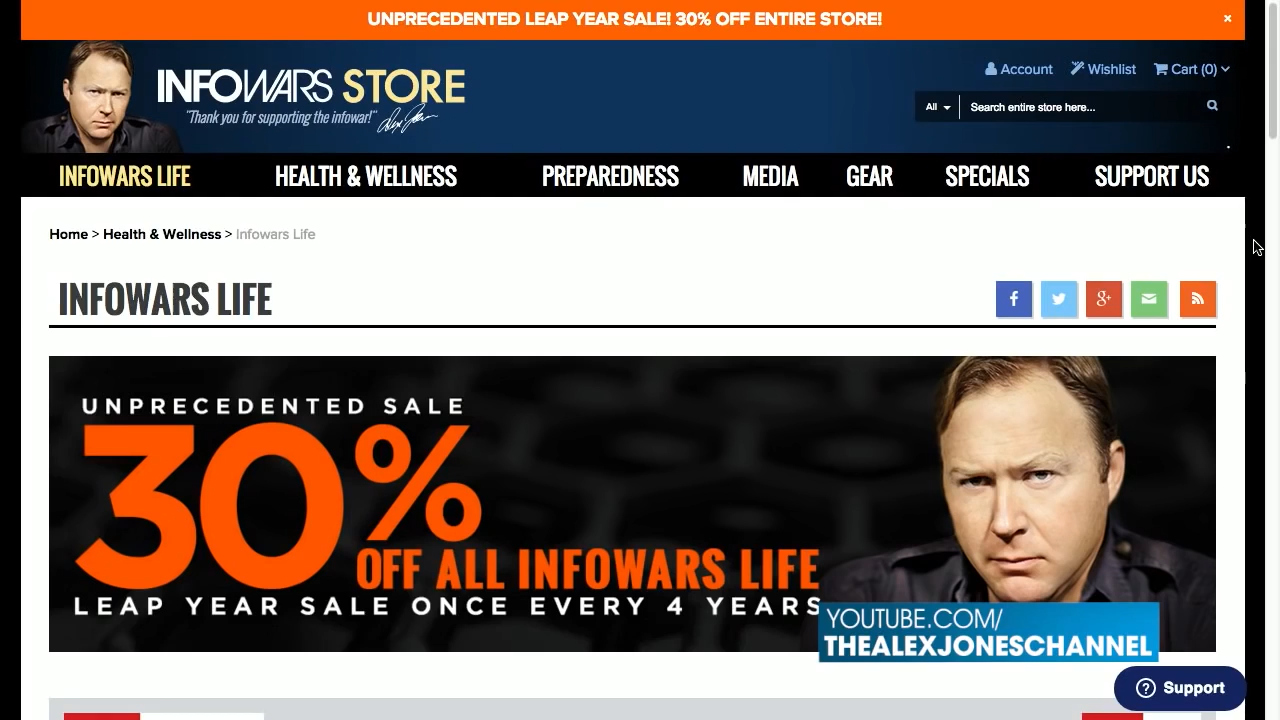 UNPRECEDENTED LEAP YEAR SALE! 30% OFF ENTIRE STORE!
×
INFOWARS STORE
"Thank you for supporting the infowar!"
Account
Wishlist
Cart (0)
All
Search entire store here...
INFOWARS LIFE
HEALTH & WELLNESS
PREPAREDNESS
MEDIA
GEAR
SPECIALS
SUPPORT US
Home > Health & Wellness > Infowars Life
INFOWARS LIFE
UNPRECEDENTED SALE
30%
OFF ALL INFOWARS LIFE
LEAP YEAR SALE ONCE EVERY 4 YEARS
YOUTUBE.COM/
THEALEXJONESCHANNEL
Support